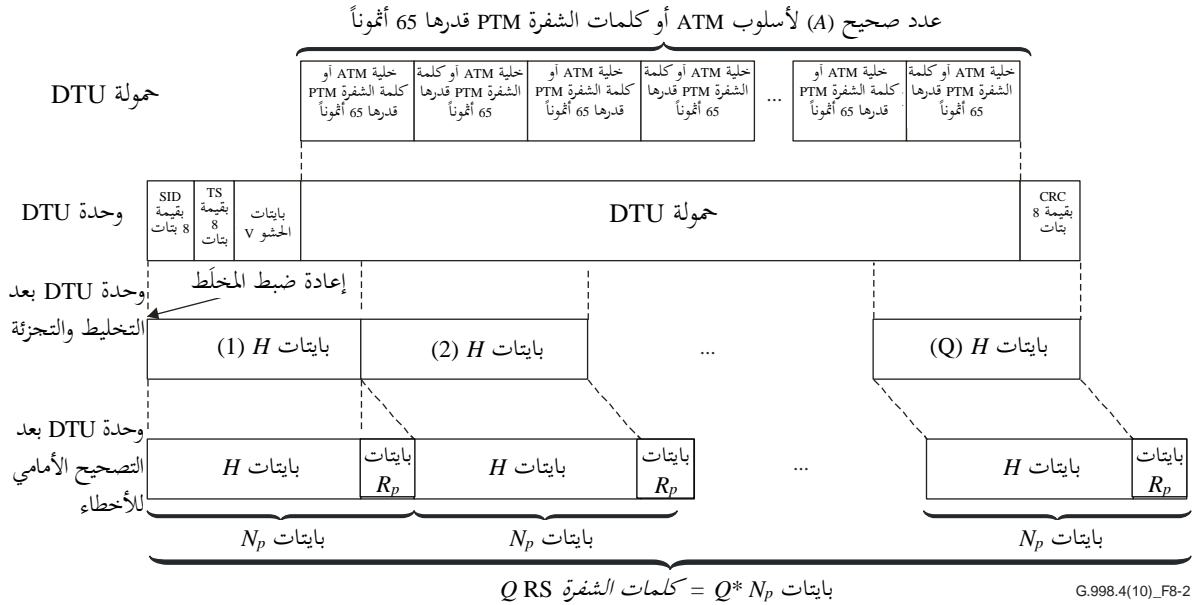 عدد صحيح (A) لأسلوب ATM أو كلمات الشفرة PTM قدرها 65 أثموناً
حمولة DTU
خلية ATM أو
كلمة الشفرة PTM
قدرها 65 أثموناً
خلية ATM أو كلمة
الشفرة PTM قدرها
65 أثموناً
خلية ATM أو
كلمة الشفرة PTM
قدرها 65 أثموناً
خلية ATM أو كلمة
الشفرة PTM قدرها
65 أثموناً
...
خلية ATM أو
كلمة الشفرة PTM
قدرها 65 أثموناً
خلية ATM أو كلمة
الشفرة PTM قدرها
65 أثموناً
وحدة DTU
SID
بقيمة
8 بتات
TS
بقيمة
8
بتات
بايتات
الحشو V
حمولة DTU
CRC
بقيمة 8
بتات
إعادة ضبط المخلَط
وحدة DTU بعد
التخليط والتجزئة
بايتات H (1)
بايتات H (2)
...
بايتات H (Q)
وحدة DTU بعد
التصحيح الأمامي
للأخطاء
بايتات H
بايتات
Rp
بايتات H
بايتات
Rp
...
بايتات H
بايتات
Rp
بايتات Np
بايتات Np
بايتات Np
بايتات Q* Np = كلمات الشفرة Q RS
G.998.4(10)_F8-2